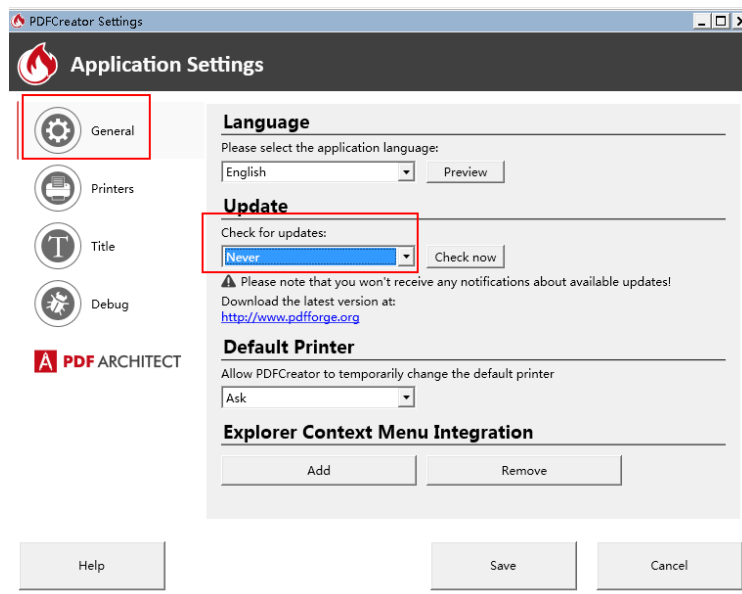 PDFCreator Settings
Application Settings
General
Printers
Title
Debug
PDF ARCHITECT
Language
Please select the application language:
English
Preview
Update
Check for updates:
Never
Check now
Please note that you won't receive any notifications about available updates!
Download the latest version at:
http://www.pdfforge.org
Default Printer
Allow PDFCreator to temporarily change the default printer
Ask
Explorer Context Menu Integration
Add
Remove
Help
Save
Cancel